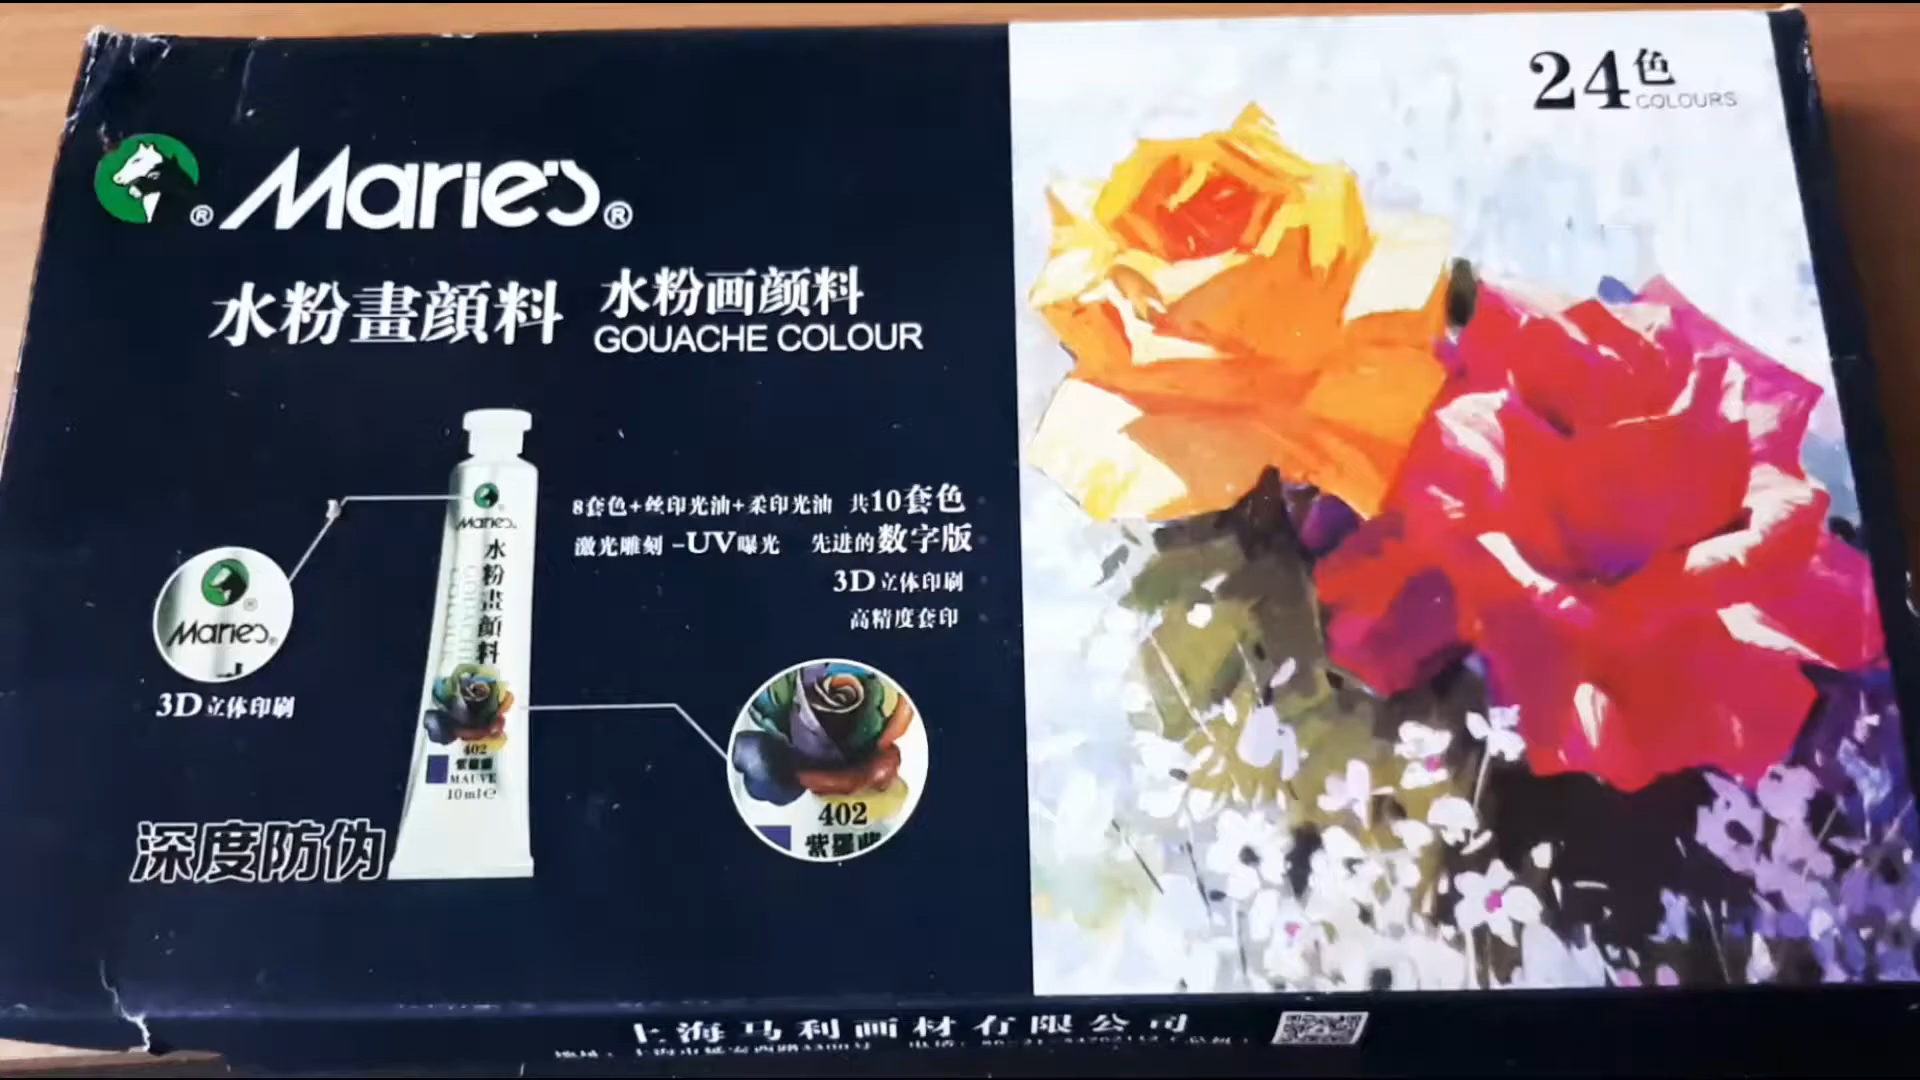 24色
COLOURS
Marie's®
水粉畫顔料
水粉画颜料
GOUACHE COLOUR
8套色+丝印光油+柔印光油 共10套色
激光雕刻-UV曝光 先进的数字版
3D立体印刷
高精度套印
Marie's
水粉畫顔料
402
MAUVE
10ml℮
Marie's®
3D立体印刷
402
深度防伪
上海马利画材有限公司